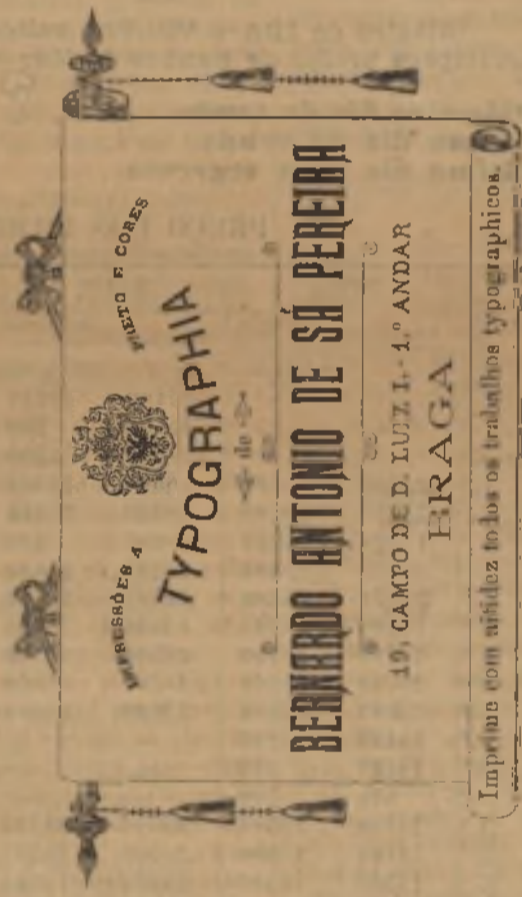 IMPRESSÕES A PRETO E CORES
TYPOGRAPHIA
de
BERNARDO ANTONIO DE SÁ PEREIRA
19, CAMPO DE D. LUIZ I.- 1.º ANDAR
BRAGA
Imprime com nitidez todos os trabalhos typographicos